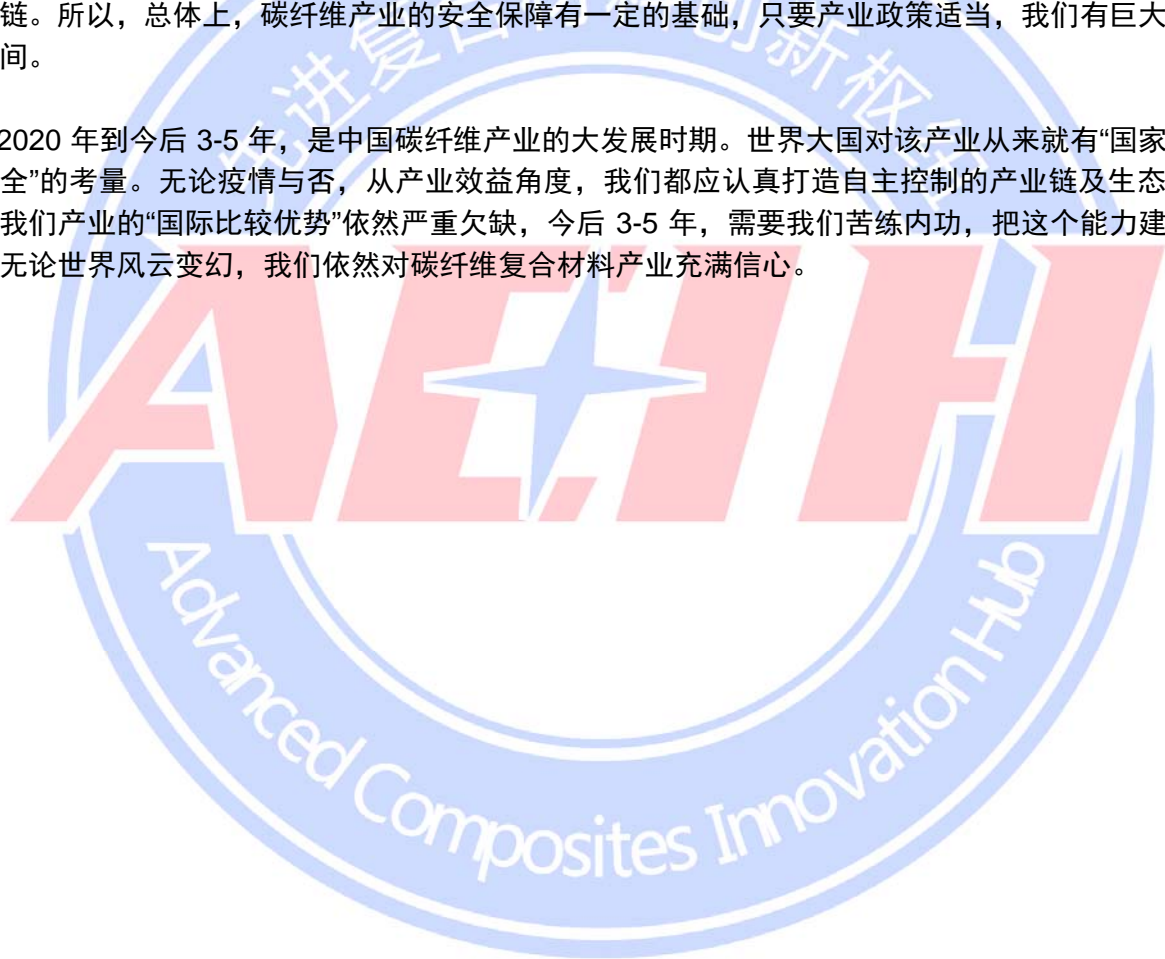 链。所以，总体上，碳纤维产业的安全保障有一定的基础，只要产业政策适当，我们有巨大
间。
2020 年到今后 3-5 年，是中国碳纤维产业的大发展时期。世界大国对该产业从来就有“国家
全”的考量。无论疫情与否，从产业效益角度，我们都应认真打造自主控制的产业链及生态
我们产业的“国际比较优势”依然严重欠缺，今后 3-5 年，需要我们苦练内功，把这个能力建
无论世界风云变幻，我们依然对碳纤维复合材料产业充满信心。
ACIH
Advanced Composites Innovation Hub